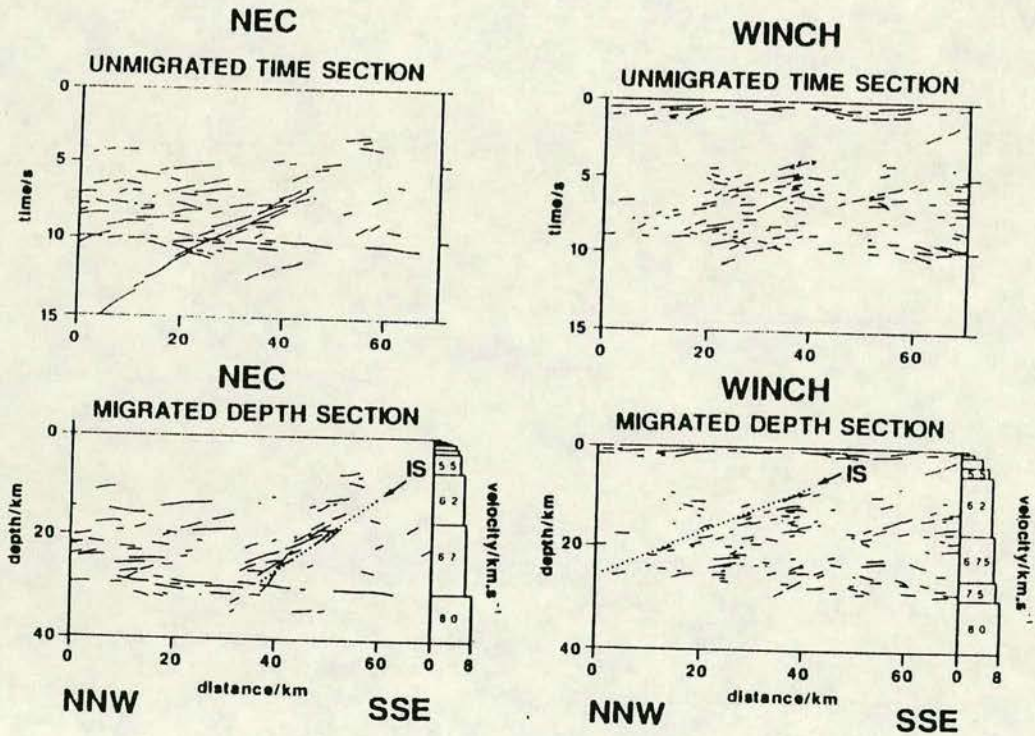 NEC
UNMIGRATED TIME SECTION
0
5
10
15
time/s
0
20
40
60
WINCH
UNMIGRATED TIME SECTION
0
5
10
15
time/s
0
20
40
60
NEC
MIGRATED DEPTH SECTION
0
20
40
depth/km
IS
5 5
6 2
6 7
8 0
velocity/km.s⁻¹
0
20
40
60
0
8
distance/km
NNW
SSE
WINCH
MIGRATED DEPTH SECTION
0
20
40
depth/km
IS
5.5
6 2
6 75
7 5
8 0
velocity/km.s⁻¹
0
20
40
60
0
8
distance/km
NNW
SSE